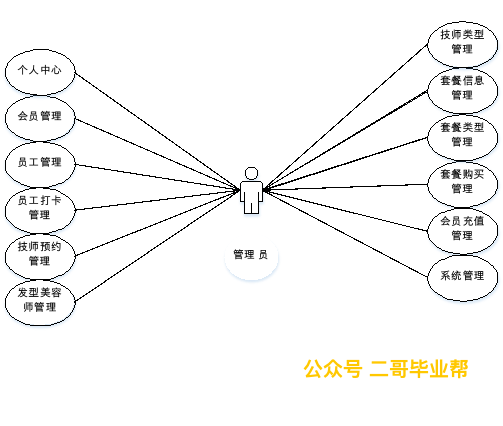 个人中心
会员管理
员工管理
员工打卡
管理
技师预约
管理
发型美容
师管理
管理 员
技师类型
管理
套餐信息
管理
套餐类型
管理
套餐购买
管理
会员充值
管理
系统管理
公众号 二哥毕业帮